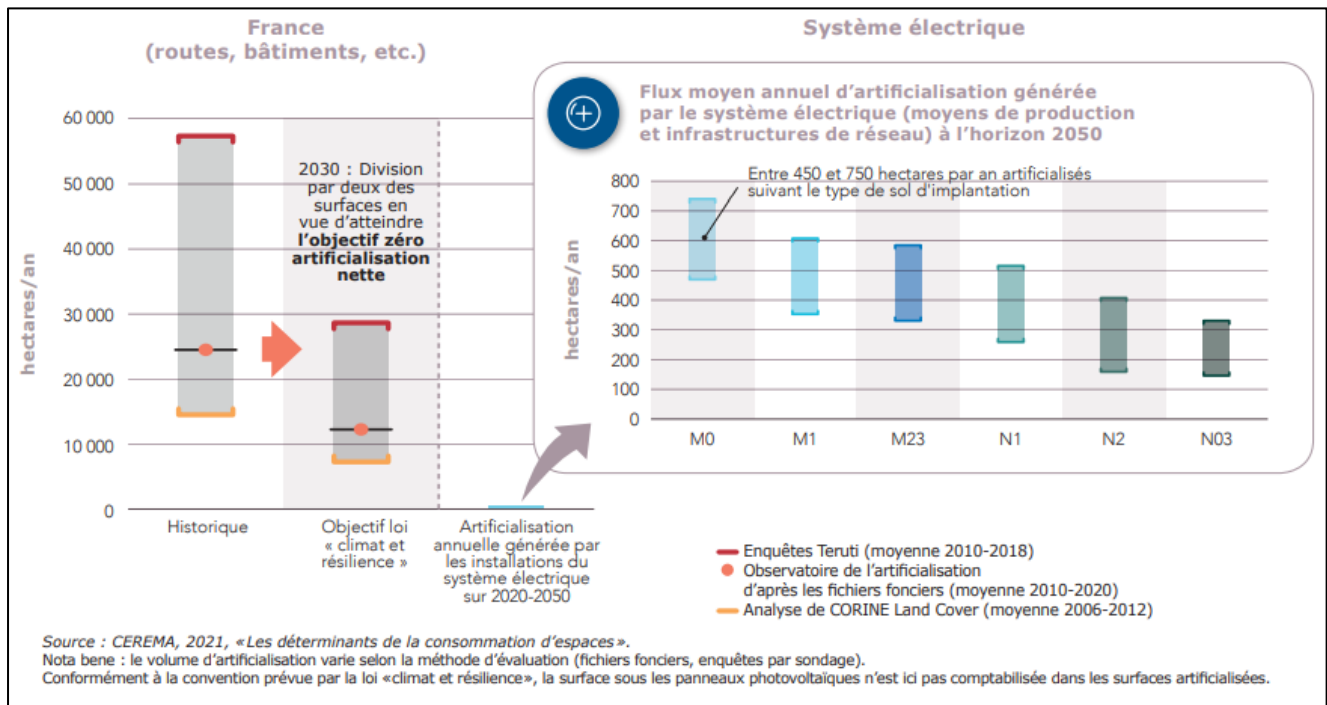 France
(routes, bâtiments, etc.)
hectares/an
60 000
50 000
40 000
30 000
20 000
10 000
0
2030 : Division
par deux des
surfaces en
vue d'atteindre
l'objectif zéro
artificialisation
nette
Historique
Objectif loi
« climat et
résilience »
Artificialisation
annuelle générée par
les installations du
système électrique
sur 2020-2050
Système électrique
Flux moyen annuel d'artificialisation générée
par le système électrique (moyens de production
et infrastructures de réseau) à l'horizon 2050
Entre 450 et 750 hectares par an artificialisés
suivant le type de sol d'implantation
hectares/an
800
700
600
500
400
300
200
100
0
M0
M1
M23
N1
N2
N03
Enquêtes Teruti (moyenne 2010-2018)
Observatoire de l'artificialisation
d'après les fichiers fonciers (moyenne 2010-2020)
Analyse de CORINE Land Cover (moyenne 2006-2012)
Source : CEREMA, 2021, «Les déterminants de la consommation d'espaces».
Nota bene : le volume d'artificialisation varie selon la méthode d'évaluation (fichiers fonciers, enquêtes par sondage).
Conformément à la convention prévue par la loi «climat et résilience», la surface sous les panneaux photovoltaïques n'est ici pas comptabilisée dans les surfaces artificialisées.